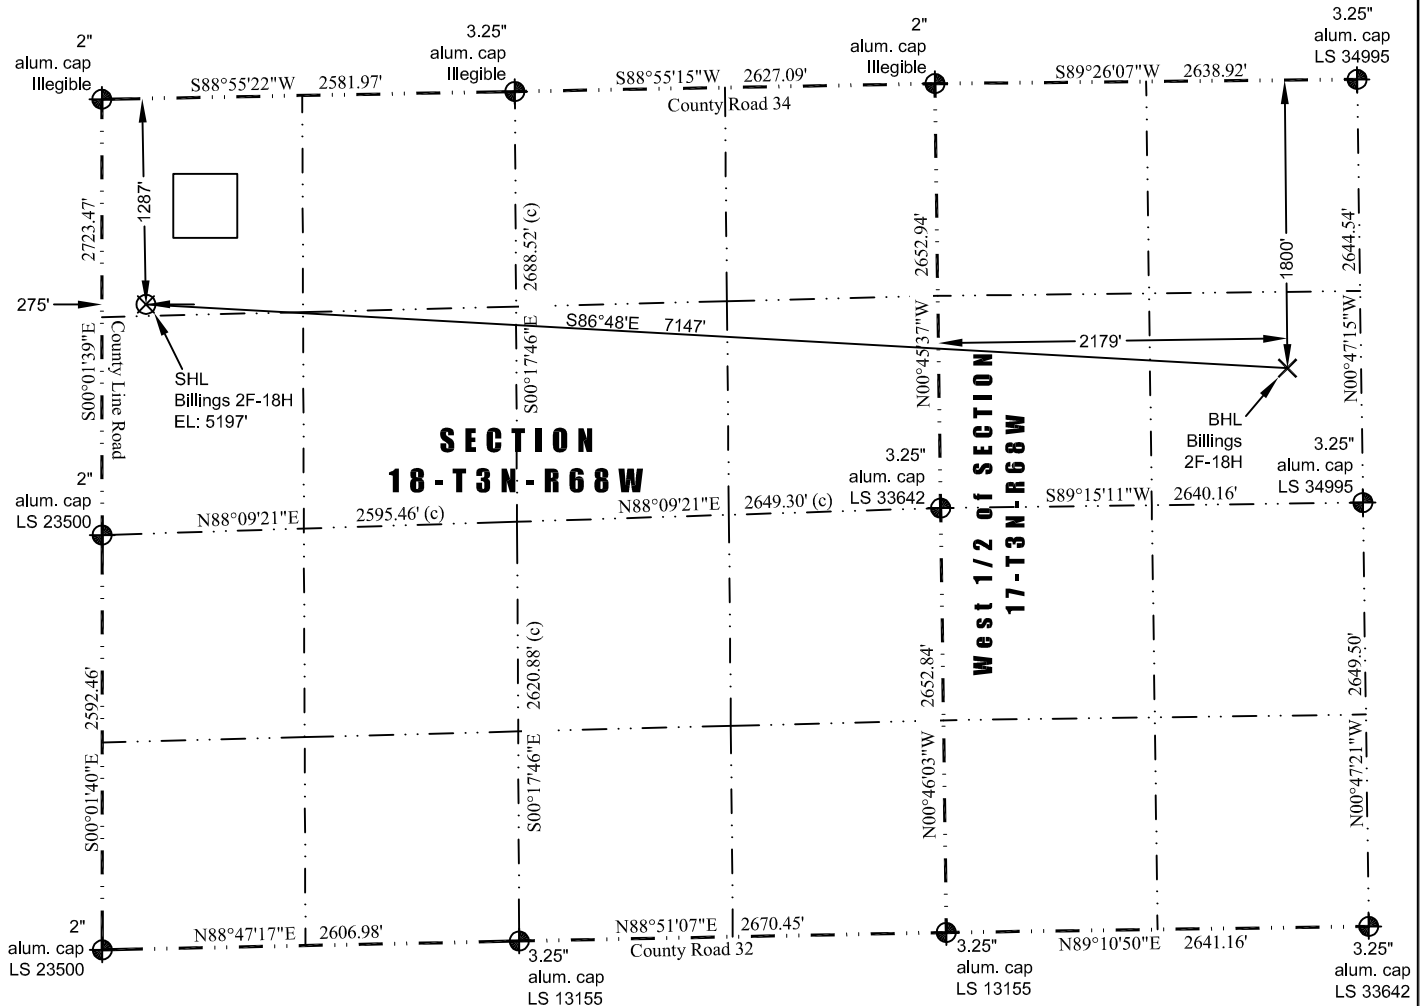 2"
alum. cap
Illegible
3.25"
alum. cap
Illegible
2"
alum. cap
Illegible
3.25"
alum. cap
LS 34995
S88°55'22"W 2581.97'
S88°55'15"W 2627.09'
S89°26'07"W 2638.92'
County Road 34
1287'
2723.47'
2688.52' (c)
2652.94'
1800'
2644.54'
275'
S86°48'E 7147'
2179'
S00°01'39"E
County Line Road
S00°17'46"E
N00°45'37"W
N00°47'15"W
SHL
Billings 2F-18H
EL: 5197'
BHL
Billings
2F-18H
SECTION
18-T3N-R68W
West 1/2 of SECTION
17-T3N-R68W
2"
alum. cap
LS 23500
3.25"
alum. cap
LS 33642
3.25"
alum. cap
LS 34995
N88°09'21"E 2595.46' (c)
N88°09'21"E 2649.30' (c)
S89°15'11"W 2640.16'
2592.46'
2620.88' (c)
2652.84'
2649.50'
S00°01'40"E
S00°17'46"E
N00°46'03"W
N00°47'21"W
2"
alum. cap
LS 23500
N88°47'17"E 2606.98'
N88°51'07"E 2670.45'
N89°10'50"E 2641.16'
County Road 32
3.25"
alum. cap
LS 13155
3.25"
alum. cap
LS 13155
3.25"
alum. cap
LS 33642